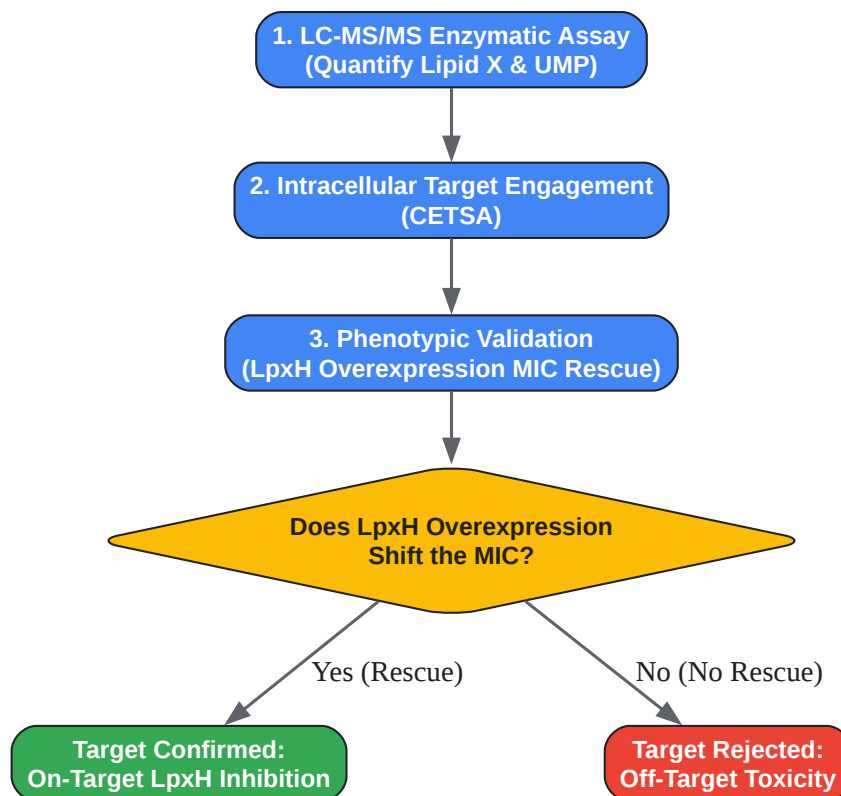 1. LC-MS/MS Enzymatic Assay
(Quantify Lipid X & UMP)
2. Intracellular Target Engagement
(CETSA)
3. Phenotypic Validation
(LpxH Overexpression MIC Rescue)
Does LpxH Overexpression
Shift the MIC?
Yes (Rescue)
No (No Rescue)
Target Confirmed:
On-Target LpxH Inhibition
Target Rejected:
Off-Target Toxicity